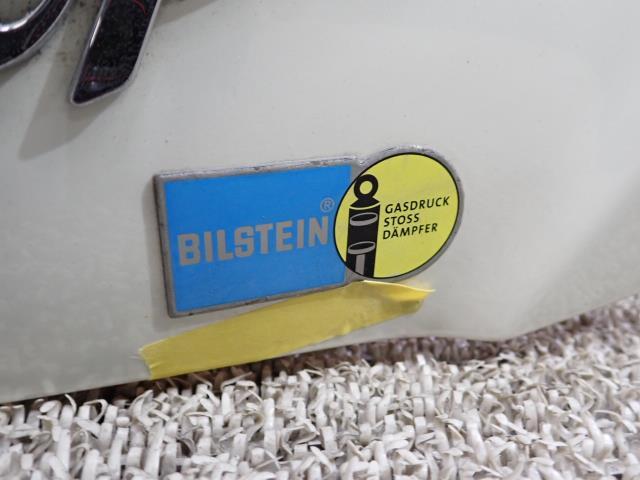 BILSTEIN®
GASDRUCK
STOSS
DÄMPFER